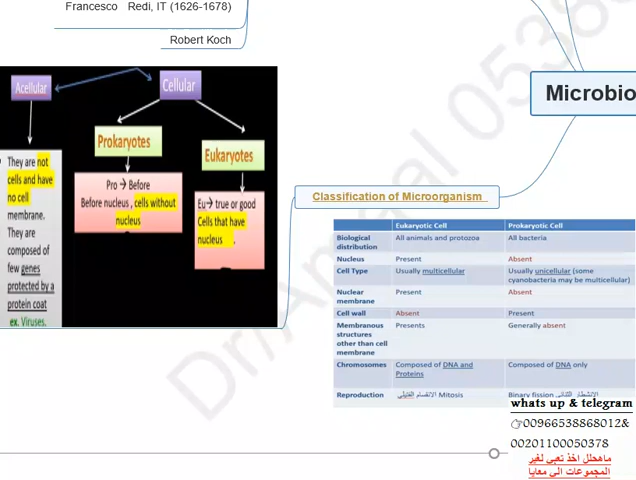 Francesco Redi, IT (1626-1678)
Robert Koch
Microbio
Acellular
Cellular
Prokaryotes
Eukaryotes
They are not
cells and have
no cell
membrane.
They are
composed of
few genes
protected by a
protein coat
ex. Viruses,
Pro → Before
Before nucleus , cells without
nucleus
Eu→ true or good
Cells that have
nucleus .
Classification of Microorganism
Eukaryotic Cell Prokaryotic Cell
Biological distribution All animals and protozoa All bacteria
Nucleus Present Absent
Cell Type Usually multicellular Usually unicellular (some cyanobacteria may be multicellular)
Nuclear membrane Present Absent
Cell wall Absent Present
Membranous structures other than cell membrane Presents Generally absent
Chromosomes Composed of DNA and Proteins Composed of DNA only
Reproduction الانقسام الفتيلي Mitosis Binary fission الانشطار الثنائى
whats up & telegram
00966538868012&
00201100050378
ماهحلل اخذ تعبى لغير
المجموعات الى معايا